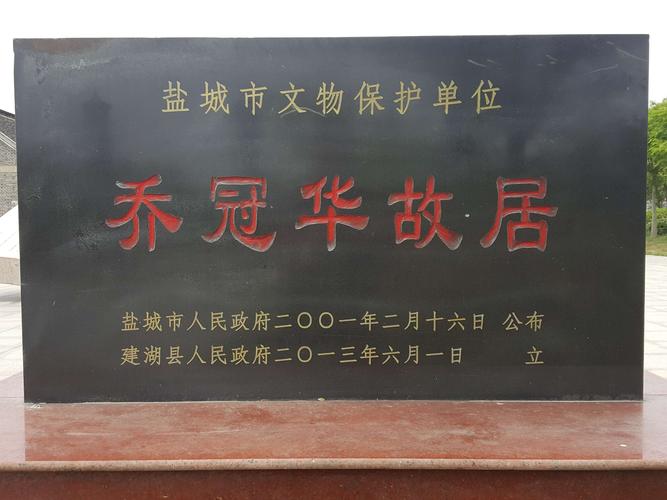 盐城市文物保护单位
乔冠华故居
盐城市人民政府二〇〇一年二月十六日 公布
建湖县人民政府二〇一三年六月一日 立